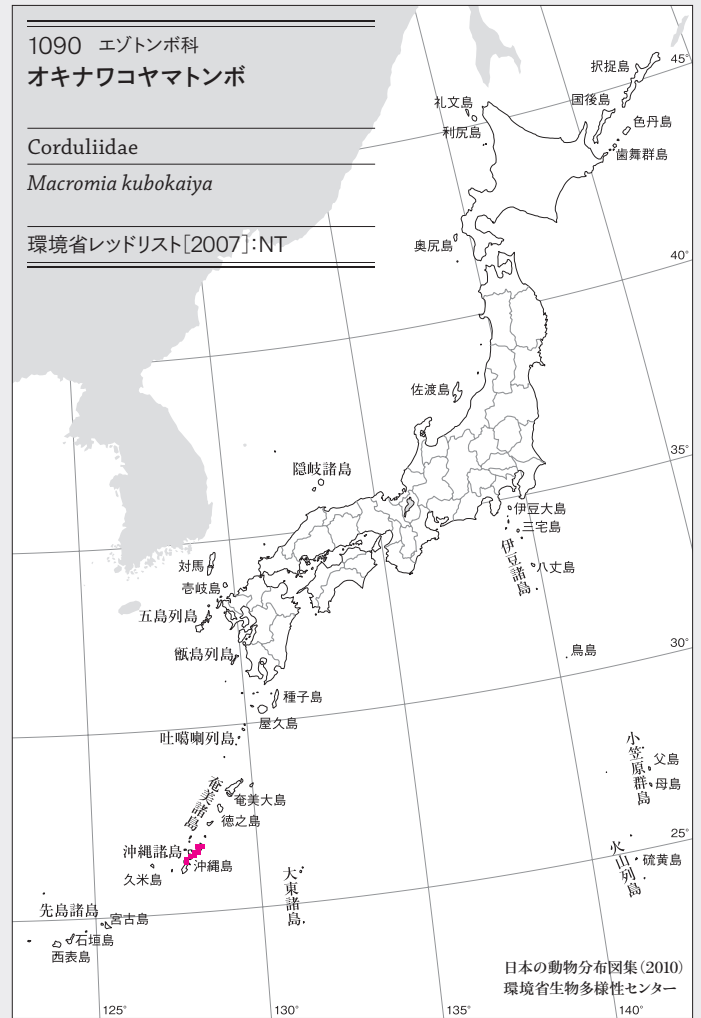 1090 エゾトンボ科
オキナワコヤマトンボ
Corduliidae
Macromia kubokaiya
環境省レッドリスト[2007]:NT
択捉島
45°
国後島
礼文島
色丹島
利尻島
歯舞群島
奥尻島
40°
佐渡島
35°
隠岐諸島
伊豆大島
三宅島
伊豆諸島
八丈島
対馬
壱岐島
五島列島
甑島列島
鳥島
30°
種子島
屋久島
吐噶喇列島
小笠原群島
父島
母島
奄美諸島
奄美大島
徳之島
25°
沖縄諸島
沖縄島
久米島
火山列島
硫黄島
大東諸島
先島諸島
宮古島
石垣島
西表島
日本の動物分布図集(2010)
環境省生物多様性センター
125°
130°
135°
140°